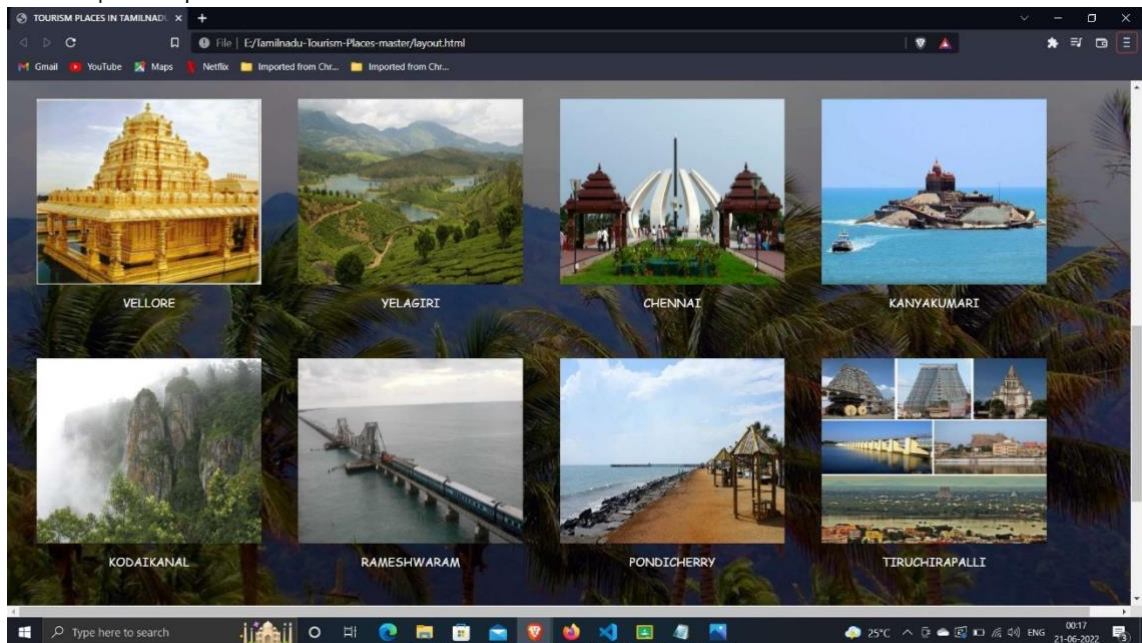 TOURISM PLACES IN TAMILNAD
File | E:/Tamilnadu-Tourism-Places-master/layout.html
Gmail YouTube Maps Netflix Imported from Chr... Imported from Chr...
VELLORE YELAGIRI CHENNAI KANYAKUMARI
KODAIKANAL RAMESHWARAM PONDICHERRY TIRUCHIRAPALLI
Type here to search 25°C ENG 00:17
21-06-2022